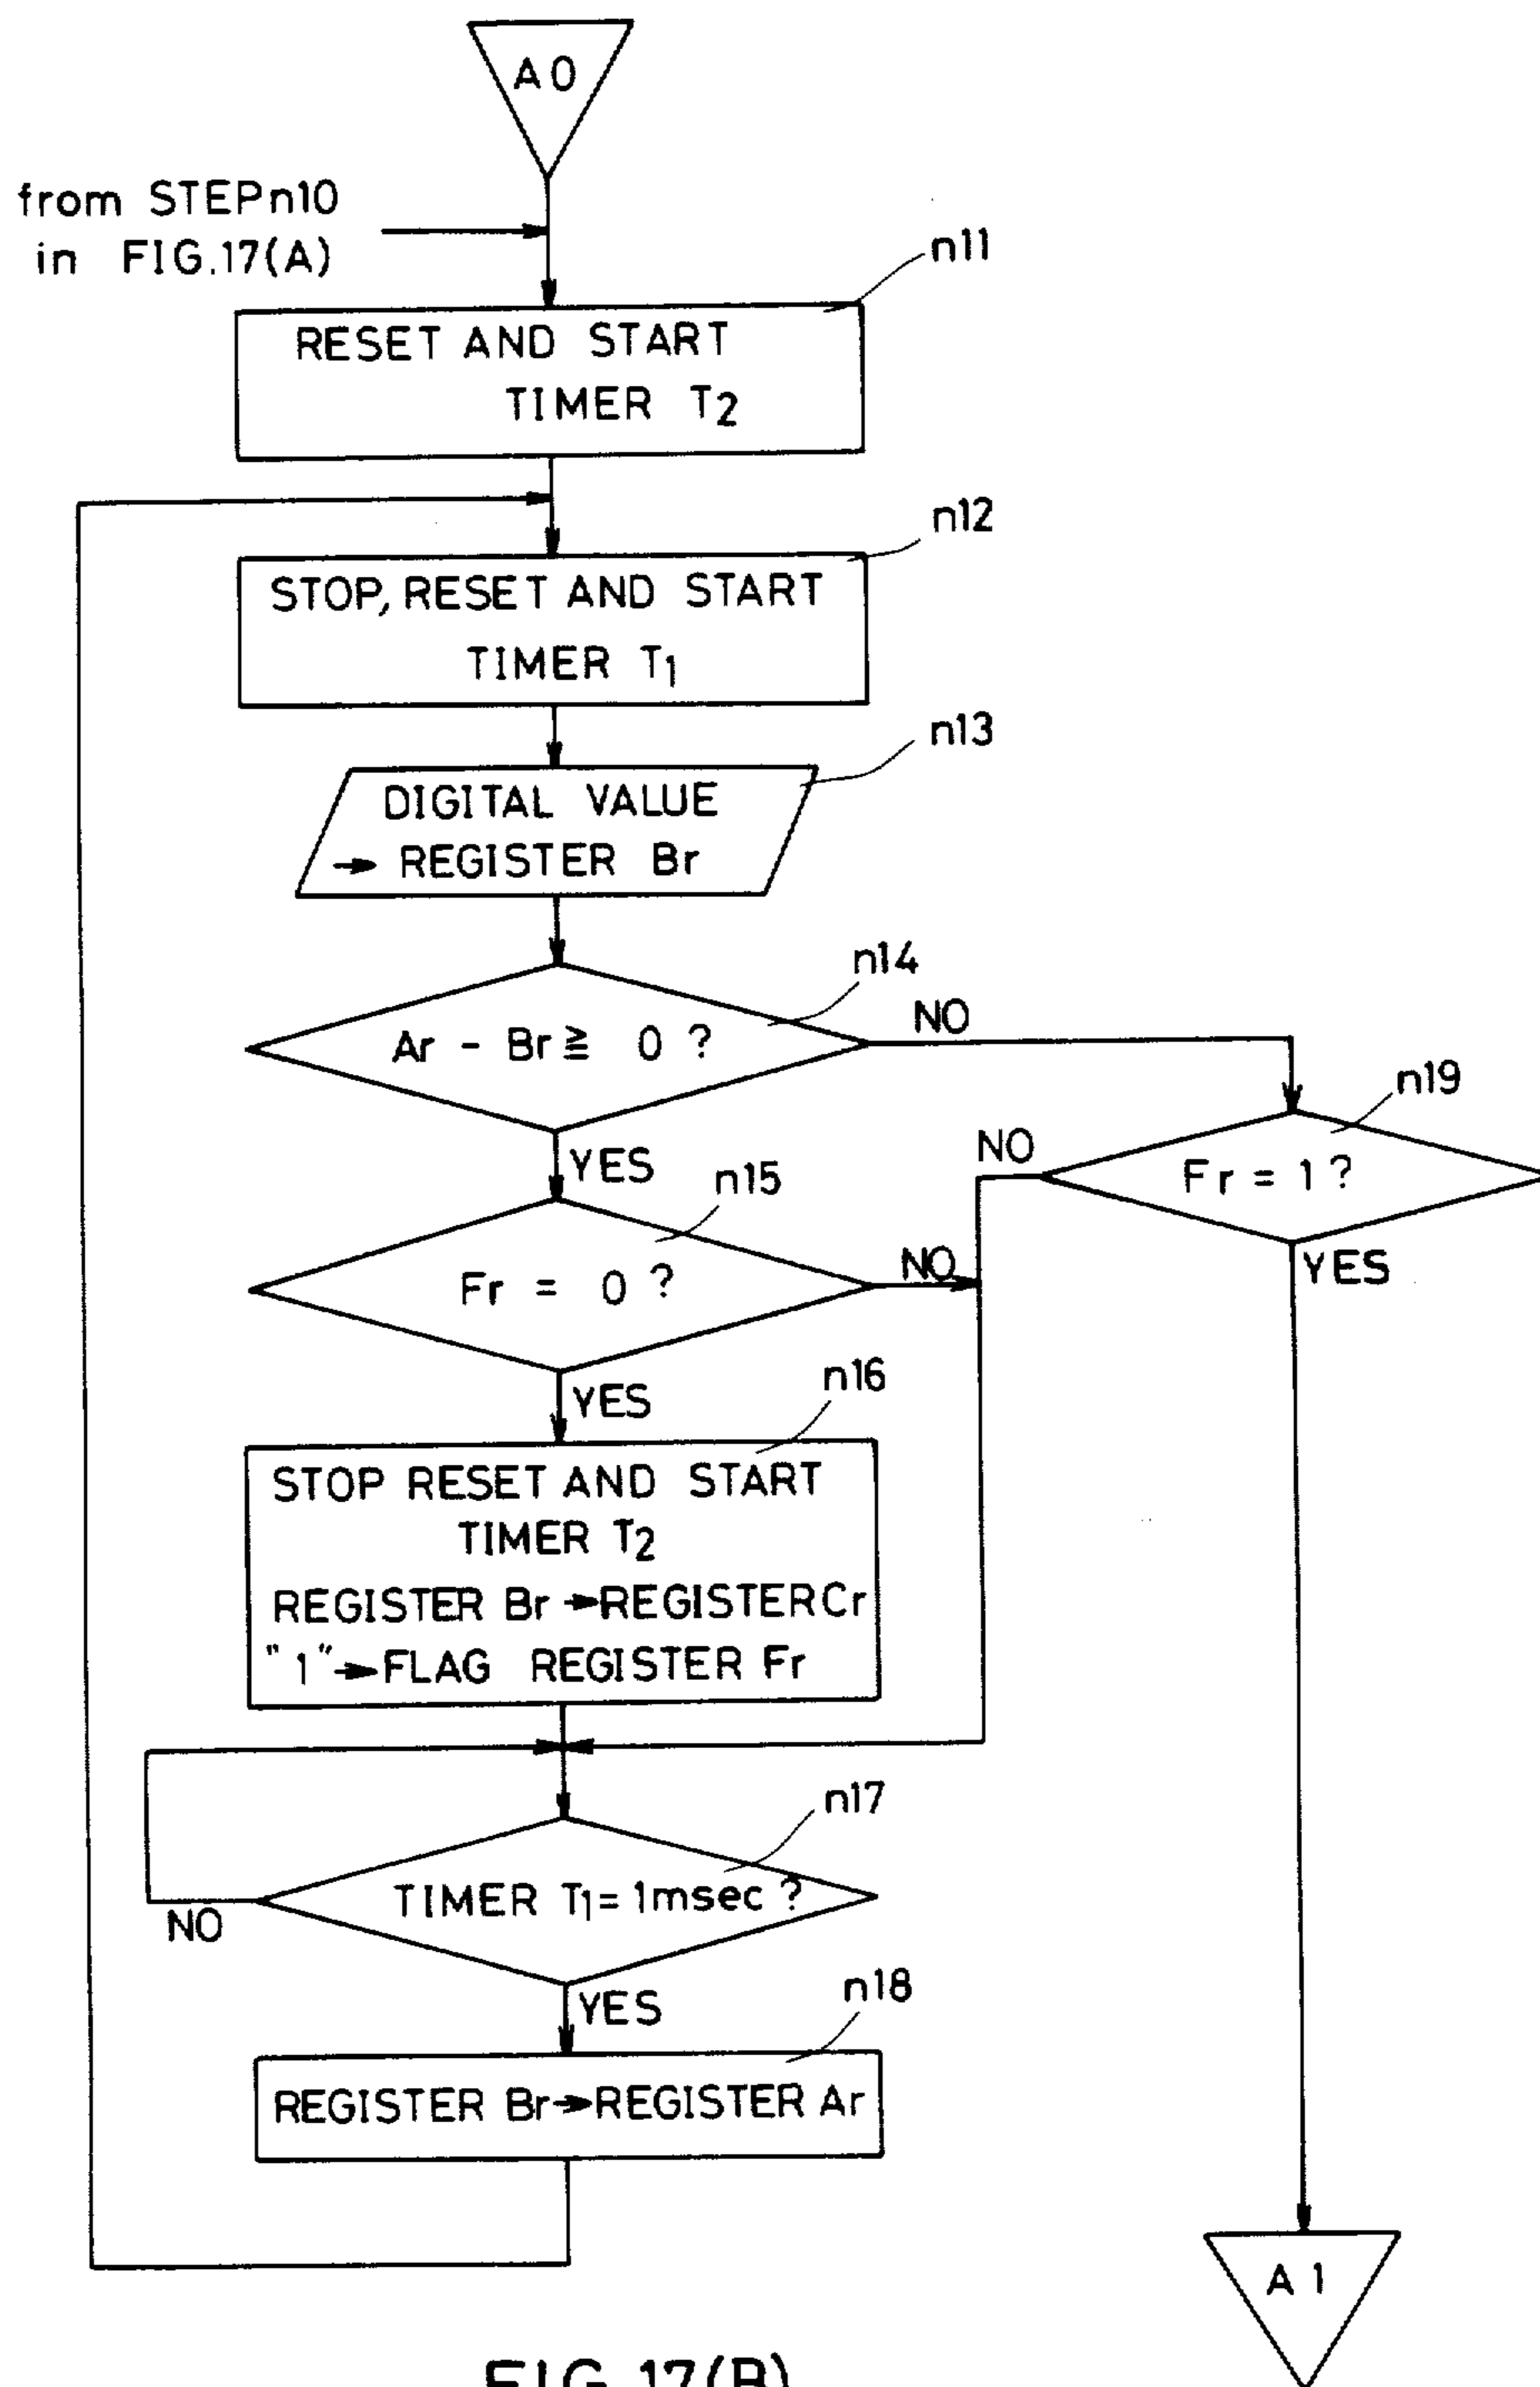 A0
from STEPn10
in FIG.17(A)
n11
RESET AND START
TIMER T2
n12
STOP, RESET AND START
TIMER T1
n13
DIGITAL VALUE
→ REGISTER Br
n14
Ar - Br ≧ 0 ?
NO
n19
YES
NO
Fr = 1 ?
n15
Fr = 0 ?
NO
YES
YES
n16
STOP RESET AND START
TIMER T2
REGISTER Br → REGISTER Cr
"1" → FLAG REGISTER Fr
n17
TIMER T1 = 1msec ?
NO
YES
n18
REGISTER Br → REGISTER Ar
A1
FIG.17(B)